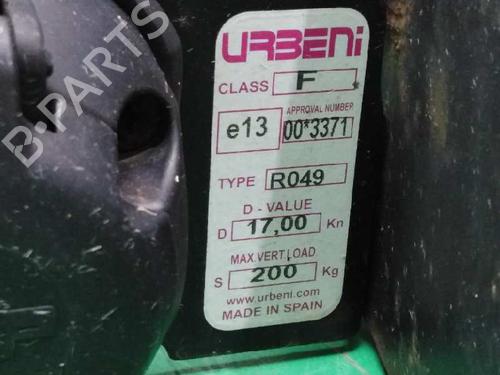 URBENI
CLASS F
APPROVAL NUMBER
e13 00*3371
TYPE R049
D - VALUE
D 17,00 Kn
MAX.VERT.LOAD
S 200 Kg
www.urbeni.com
MADE IN SPAIN
B-PARTS